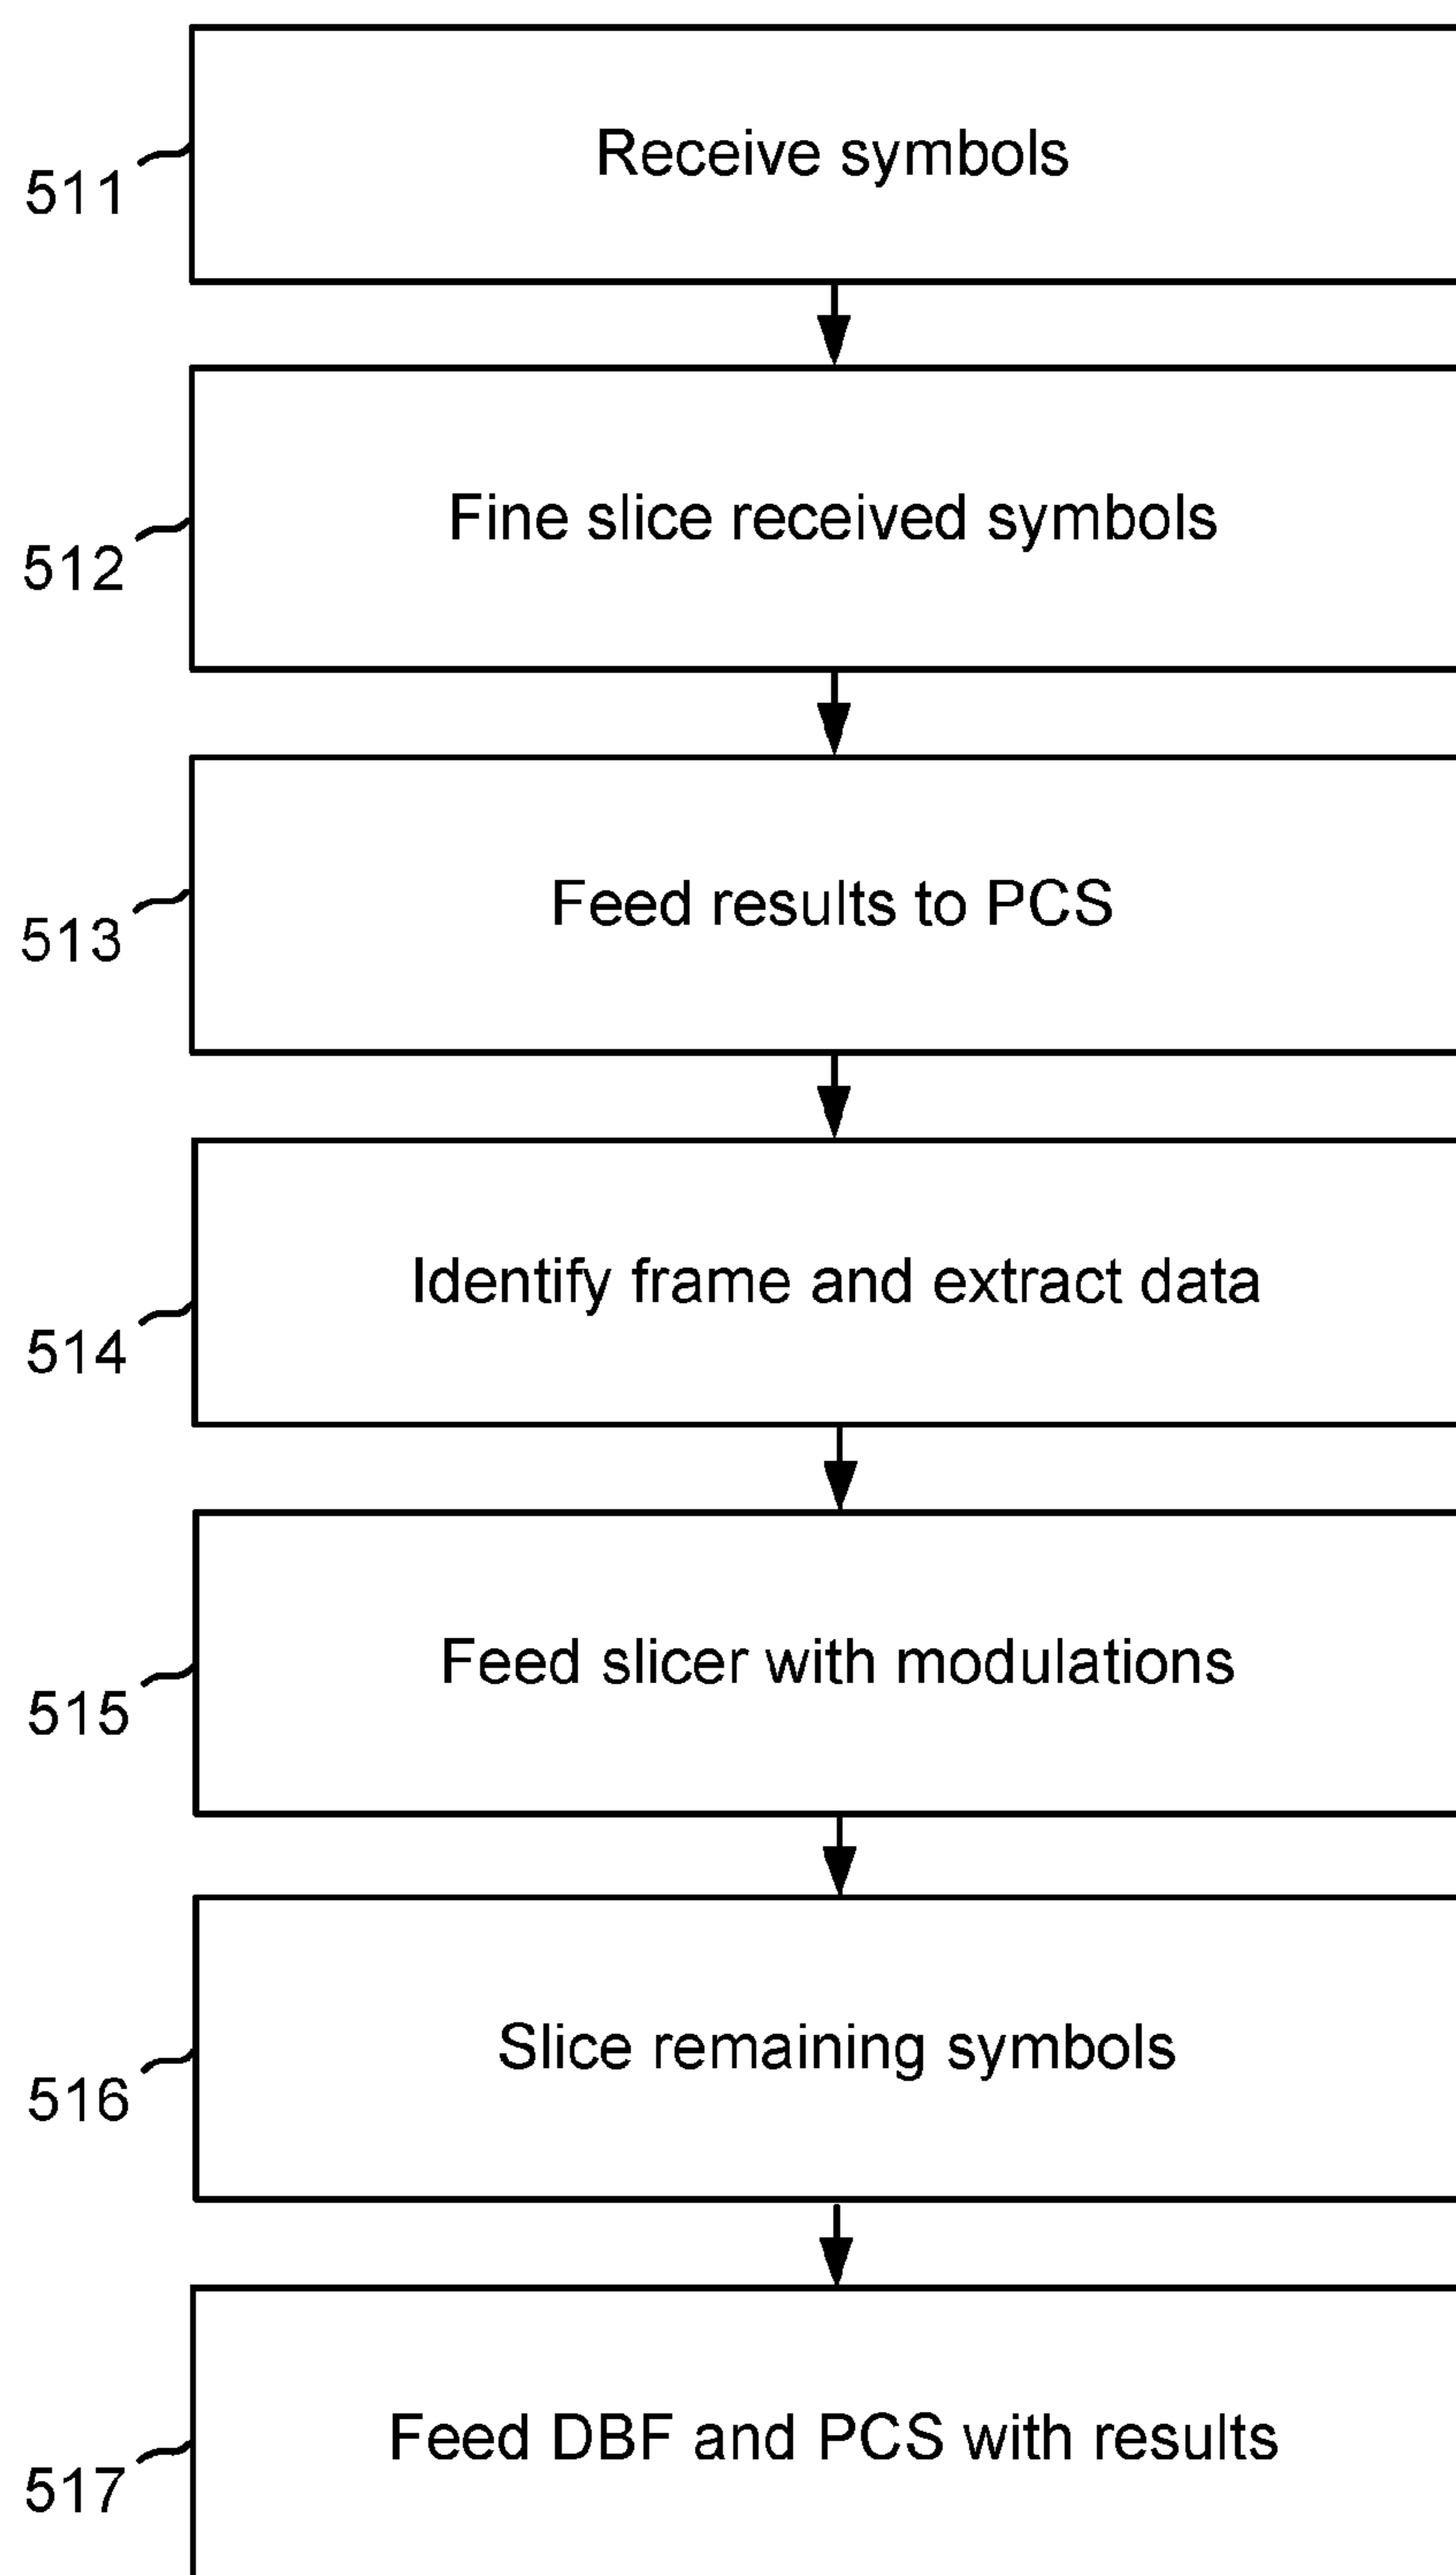 Receive symbols
511
Fine slice received symbols
512
Feed results to PCS
513
Identify frame and extract data
514
Feed slicer with modulations
515
Slice remaining symbols
516
Feed DBF and PCS with results
517